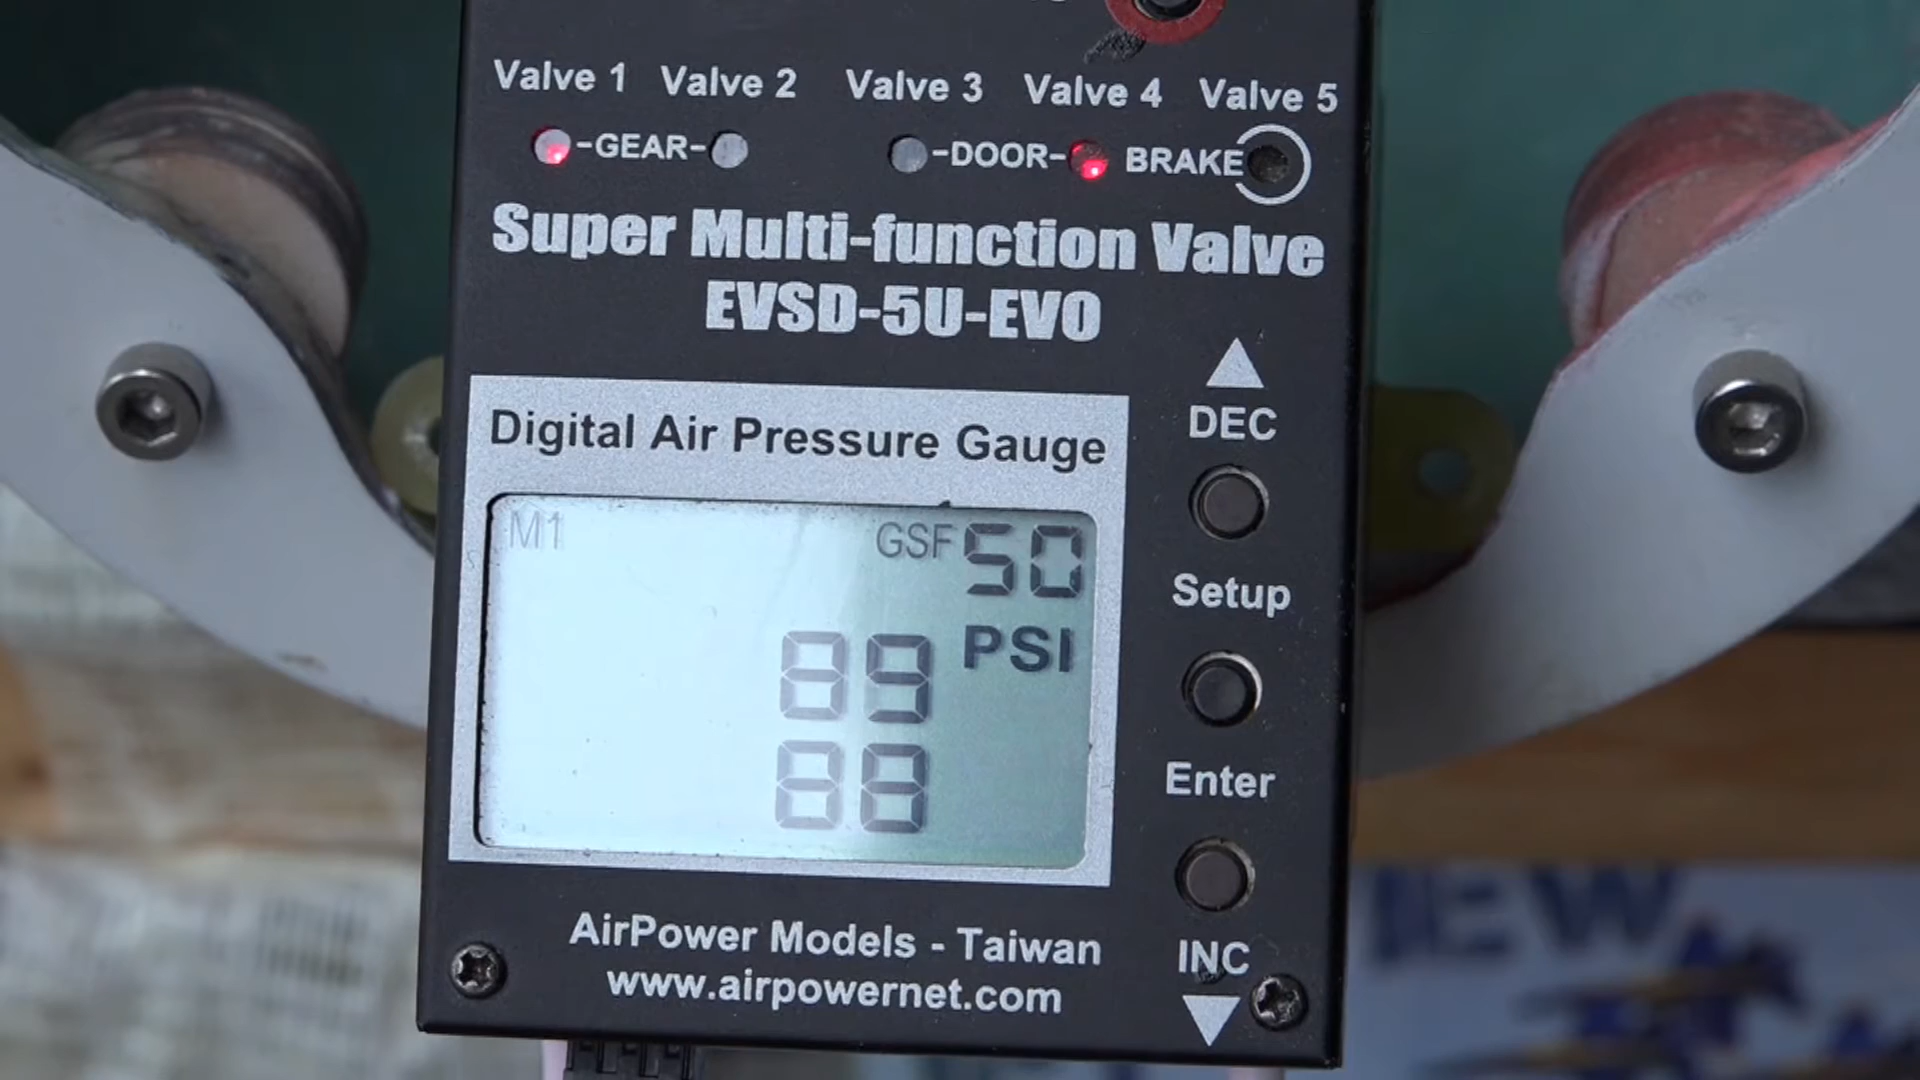 Valve 1 Valve 2 Valve 3 Valve 4 Valve 5
-GEAR- -DOOR- BRAKE
Super Multi-function Valve
EVSD-5U-EVO
DEC
Digital Air Pressure Gauge
M1 GSF 50
Setup
89 PSI
88
Enter
AirPower Models - Taiwan
INC
www.airpowernet.com